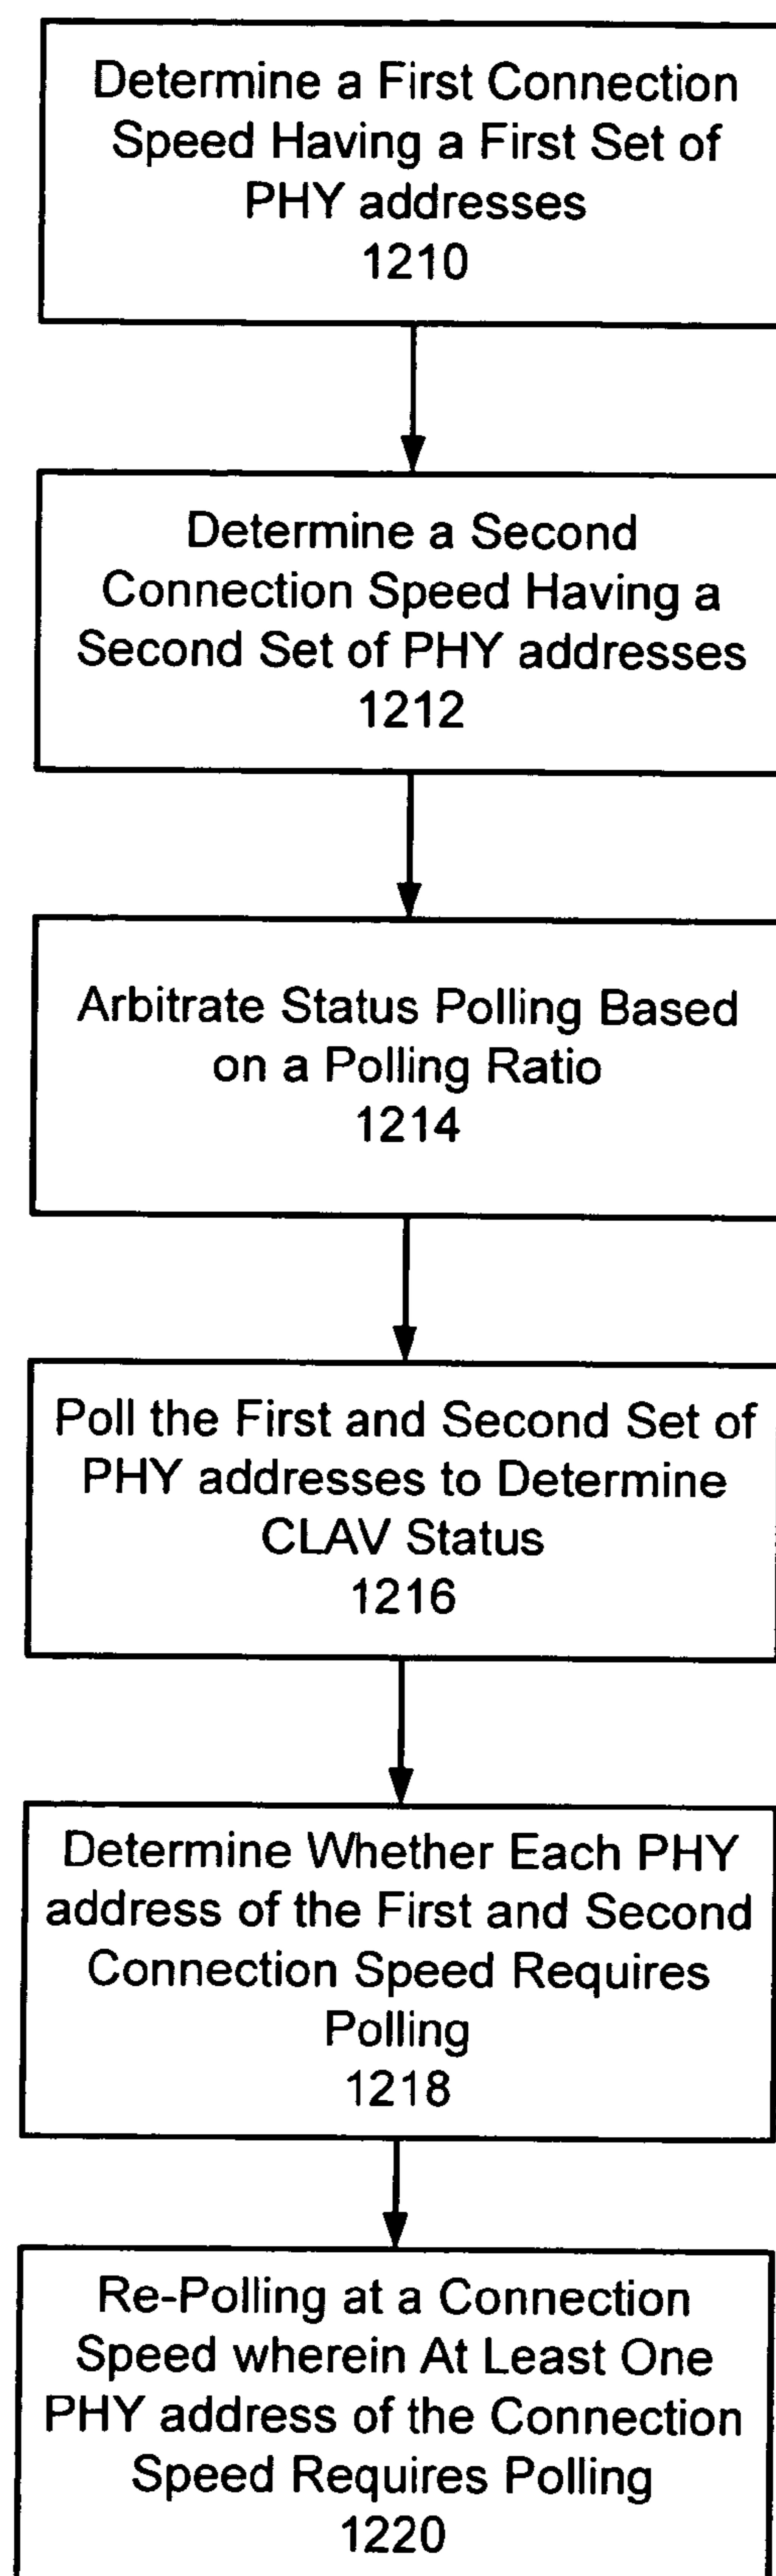 Determine a First Connection
Speed Having a First Set of
PHY addresses
1210
Determine a Second
Connection Speed Having a
Second Set of PHY addresses
1212
Arbitrate Status Polling Based
on a Polling Ratio
1214
Poll the First and Second Set of
PHY addresses to Determine
CLAV Status
1216
Determine Whether Each PHY
address of the First and Second
Connection Speed Requires
Polling
1218
Re-Polling at a Connection
Speed wherein At Least One
PHY address of the Connection
Speed Requires Polling
1220